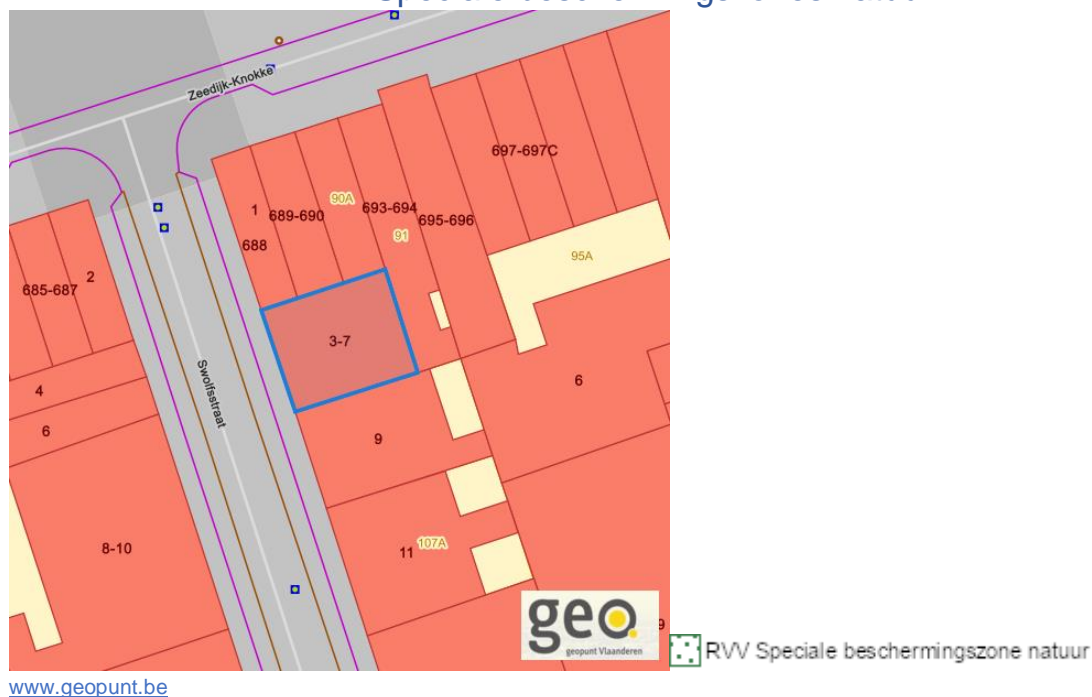 Zeedijk-Knokke
697-697C
90A
1
689-690
693-694
695-696
688
91
95A
2
685-687
3-7
Swolfsstraat
4
6
6
9
8-10
11
107A
9
geo
geopunt Vlaanderen
RVV Speciale beschermingszone natuur
www.geopunt.be